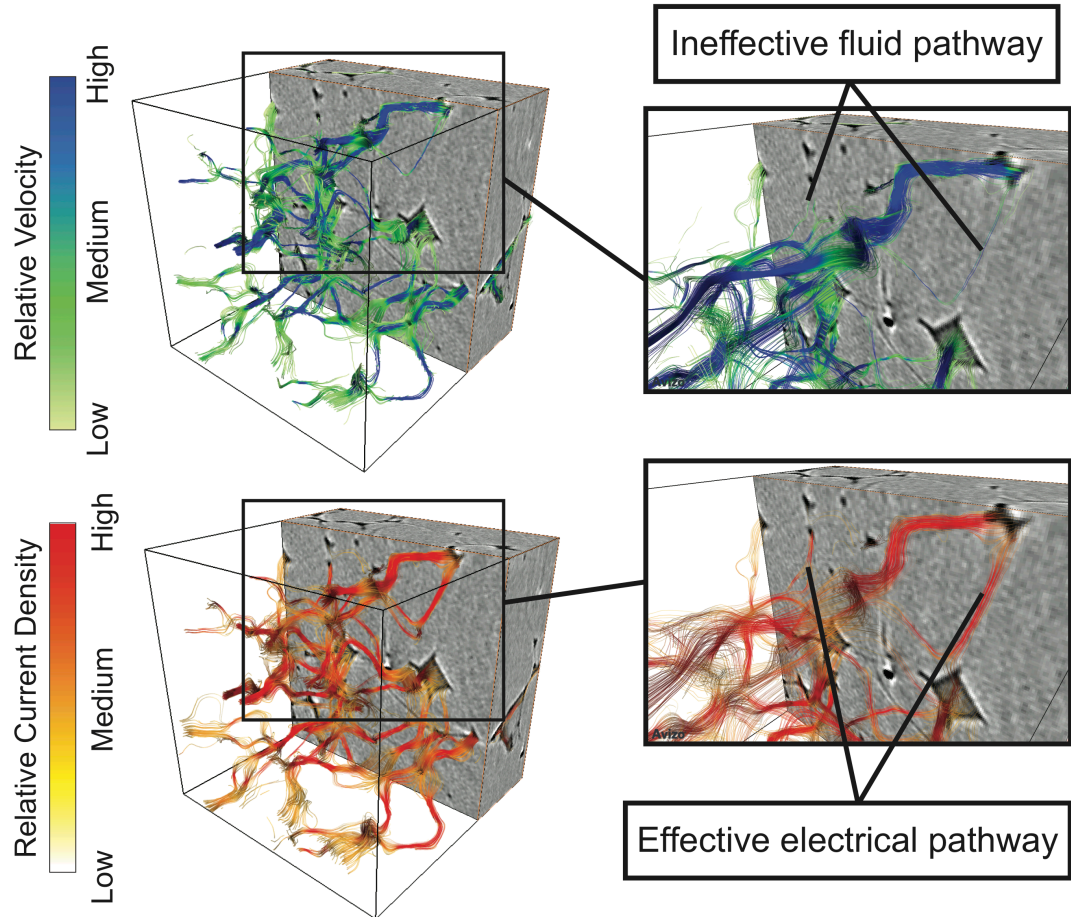 Ineffective fluid pathway
High
Medium
Low
Relative Velocity
Avizo
High
Medium
Low
Relative Current Density
Avizo
Effective electrical pathway